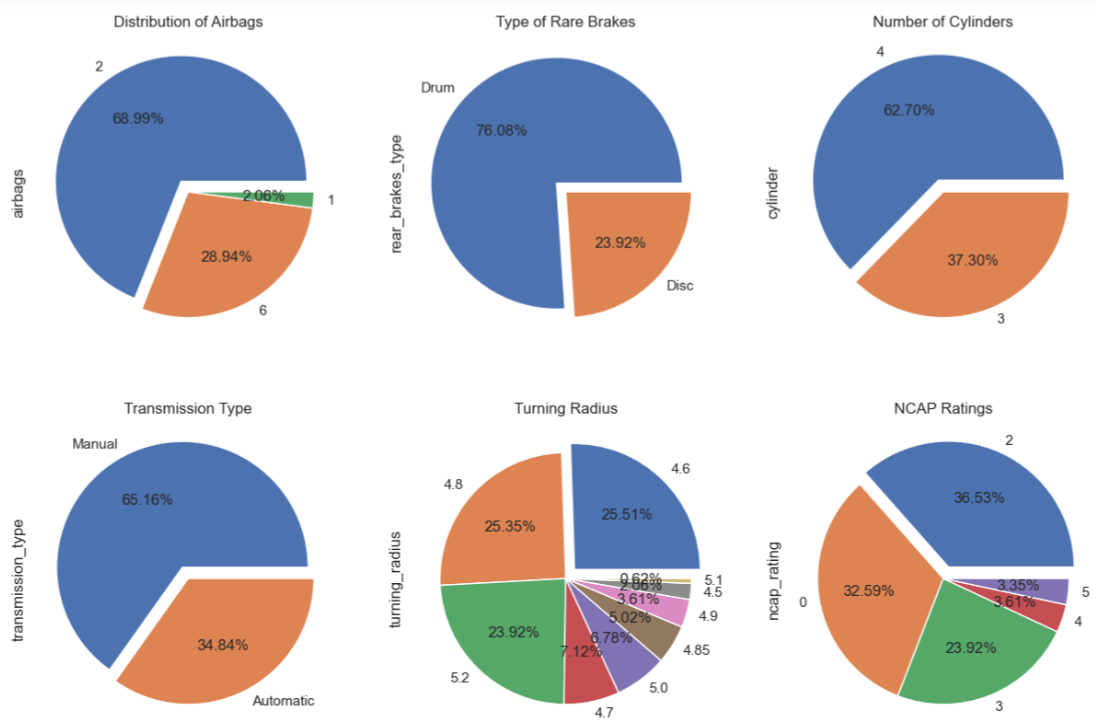 Distribution of Airbags
2
68.99%
2.06%
1
28.94%
6
airbags
Type of Rare Brakes
Drum
76.08%
23.92%
Disc
rear_brakes_type
Number of Cylinders
4
62.70%
37.30%
3
cylinder
Transmission Type
Manual
65.16%
34.84%
Automatic
transmission_type
Turning Radius
4.6
4.8
25.51%
25.35%
0.62%
5.1
2.06%
4.5
3.61%
4.9
5.02%
4.85
23.92%
6.78%
7.12%
5.2
5.0
4.7
turning_radius
NCAP Ratings
2
36.53%
32.59%
0
3.35%
5
3.61%
4
23.92%
3
ncap_rating